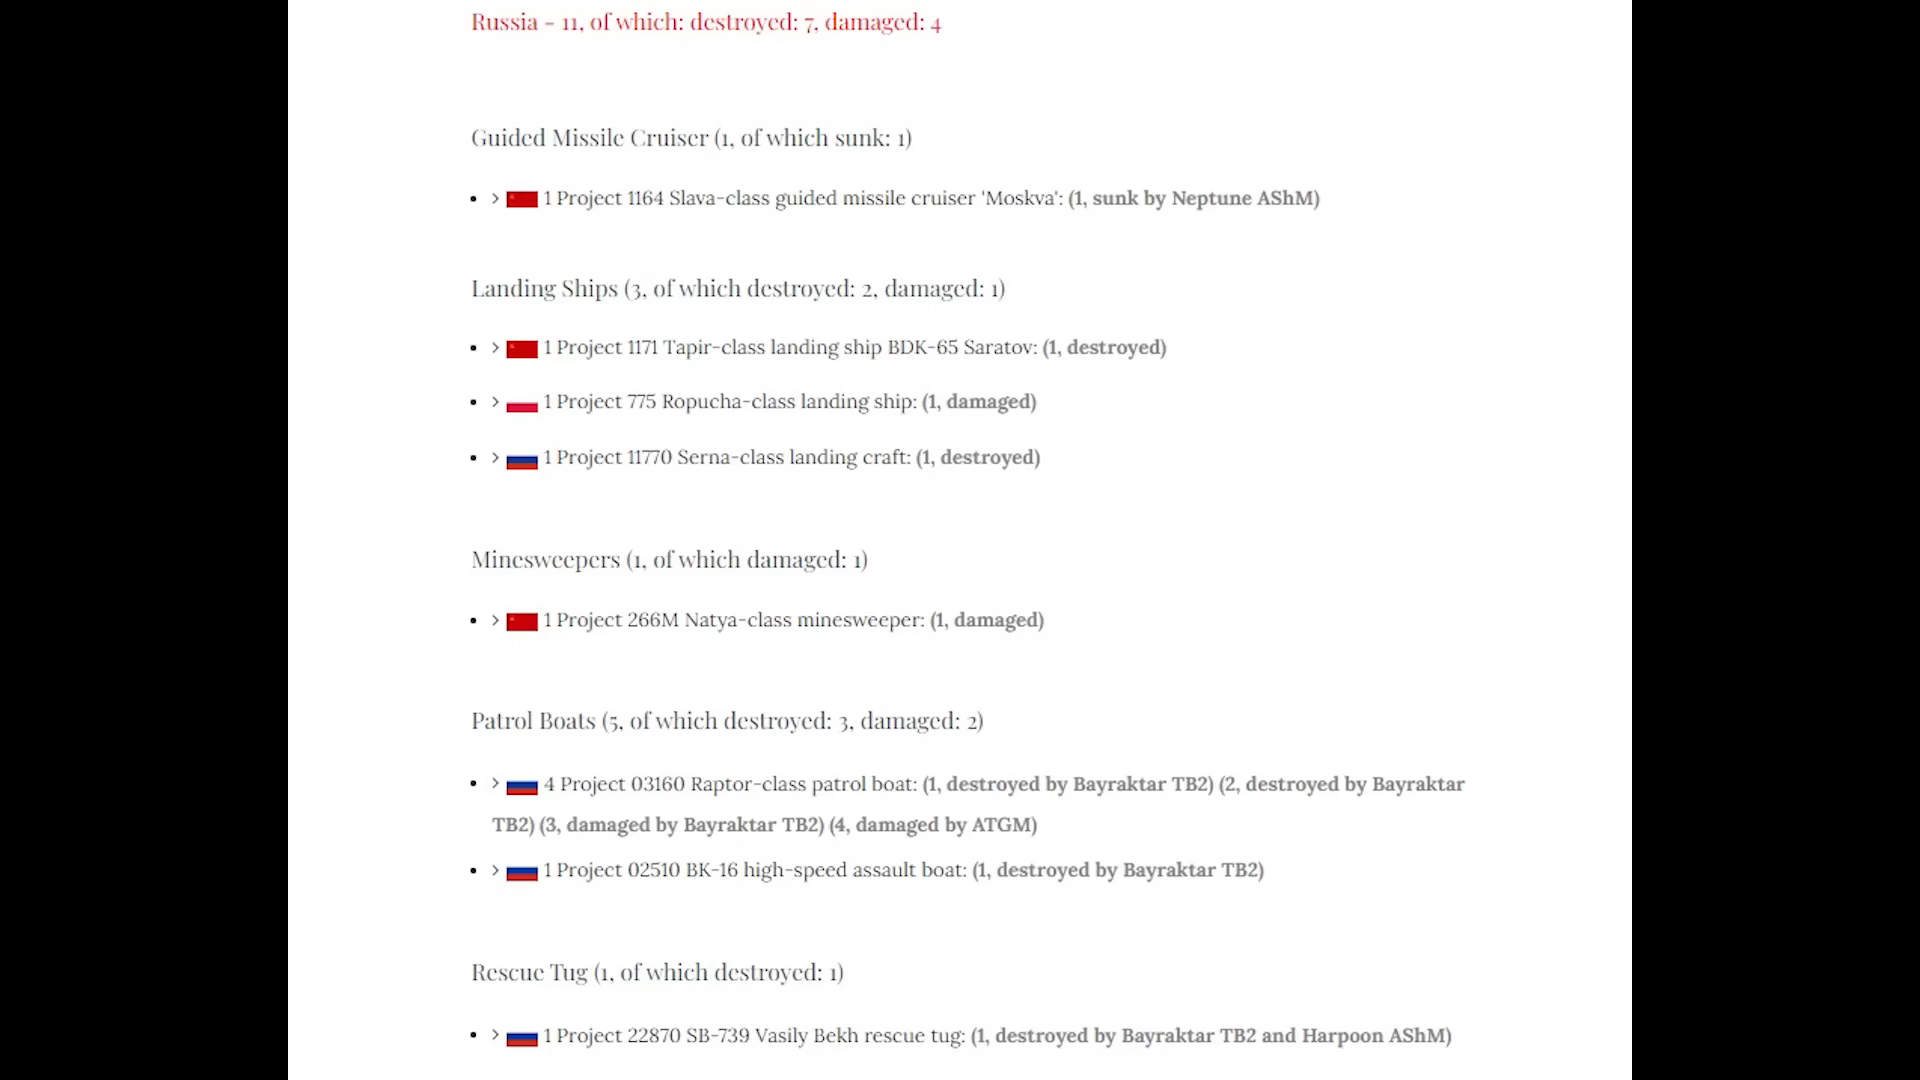 Russia - 11, of which: destroyed: 7, damaged: 4
Guided Missile Cruiser (1, of which sunk: 1)
1 Project 1164 Slava-class guided missile cruiser 'Moskva': (1, sunk by Neptune AShM)
Landing Ships (3, of which destroyed: 2, damaged: 1)
1 Project 1171 Tapir-class landing ship BDK-65 Saratov: (1, destroyed)
1 Project 775 Ropucha-class landing ship: (1, damaged)
1 Project 11770 Serna-class landing craft: (1, destroyed)
Minesweepers (1, of which damaged: 1)
1 Project 266M Natya-class minesweeper: (1, damaged)
Patrol Boats (5, of which destroyed: 3, damaged: 2)
4 Project 03160 Raptor-class patrol boat: (1, destroyed by Bayraktar TB2) (2, destroyed by Bayraktar
TB2) (3, damaged by Bayraktar TB2) (4, damaged by ATGM)
1 Project 02510 BK-16 high-speed assault boat: (1, destroyed by Bayraktar TB2)
Rescue Tug (1, of which destroyed: 1)
1 Project 22870 SB-739 Vasily Bekh rescue tug: (1, destroyed by Bayraktar TB2 and Harpoon AShM)